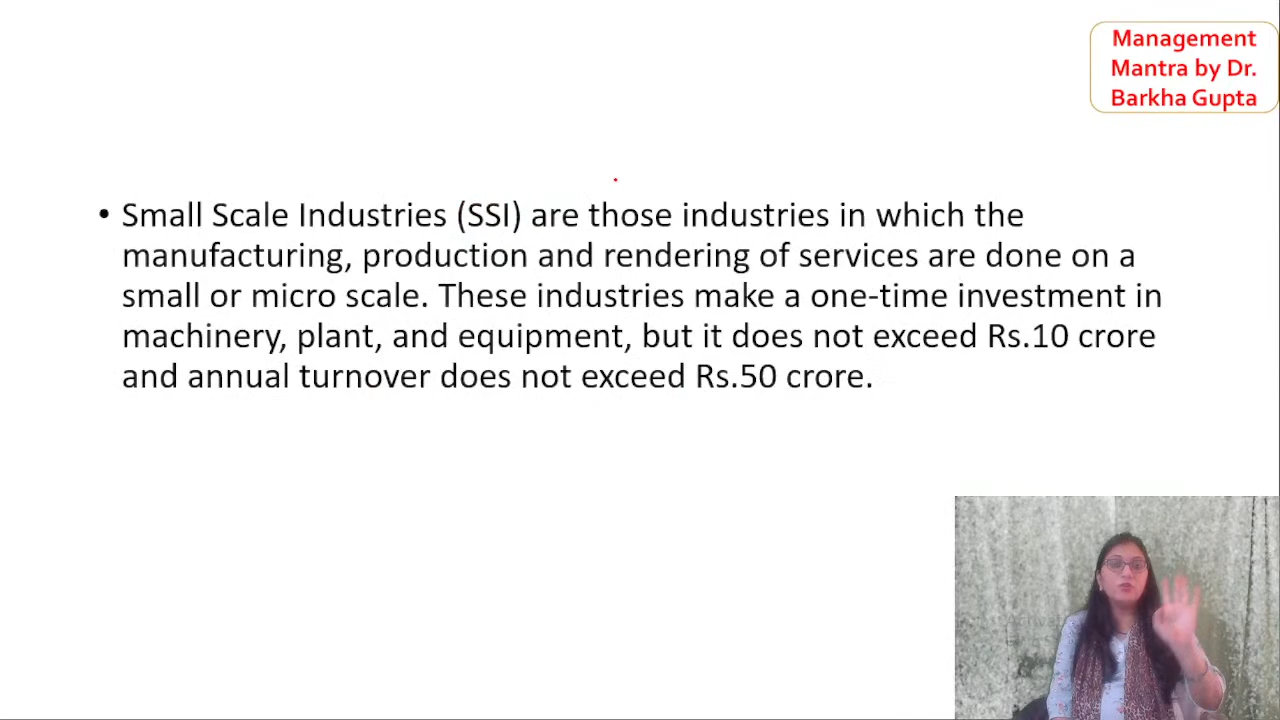 Management
Mantra by Dr.
Barkha Gupta
• Small Scale Industries (SSI) are those industries in which the
manufacturing, production and rendering of services are done on a
small or micro scale. These industries make a one-time investment in
machinery, plant, and equipment, but it does not exceed Rs.10 crore
and annual turnover does not exceed Rs.50 crore.